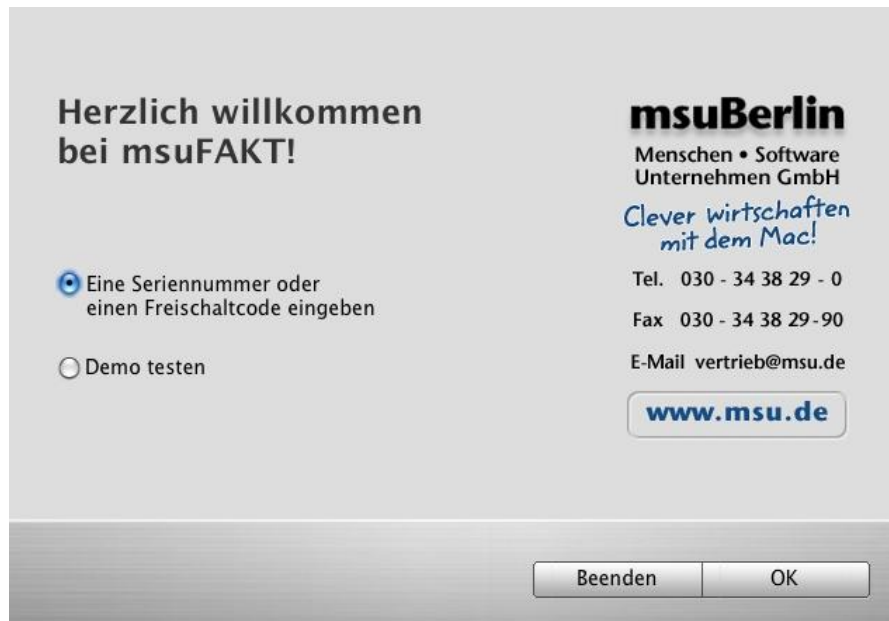 Herzlich willkommen
bei msuFAKT!
Eine Seriennummer oder
einen Freischaltcode eingeben
Demo testen
msuBerlin
Menschen • Software
Unternehmen GmbH
Clever wirtschaften
mit dem Mac!
Tel. 030 - 34 38 29 - 0
Fax 030 - 34 38 29-90
E-Mail vertrieb@msu.de
www.msu.de
Beenden
OK